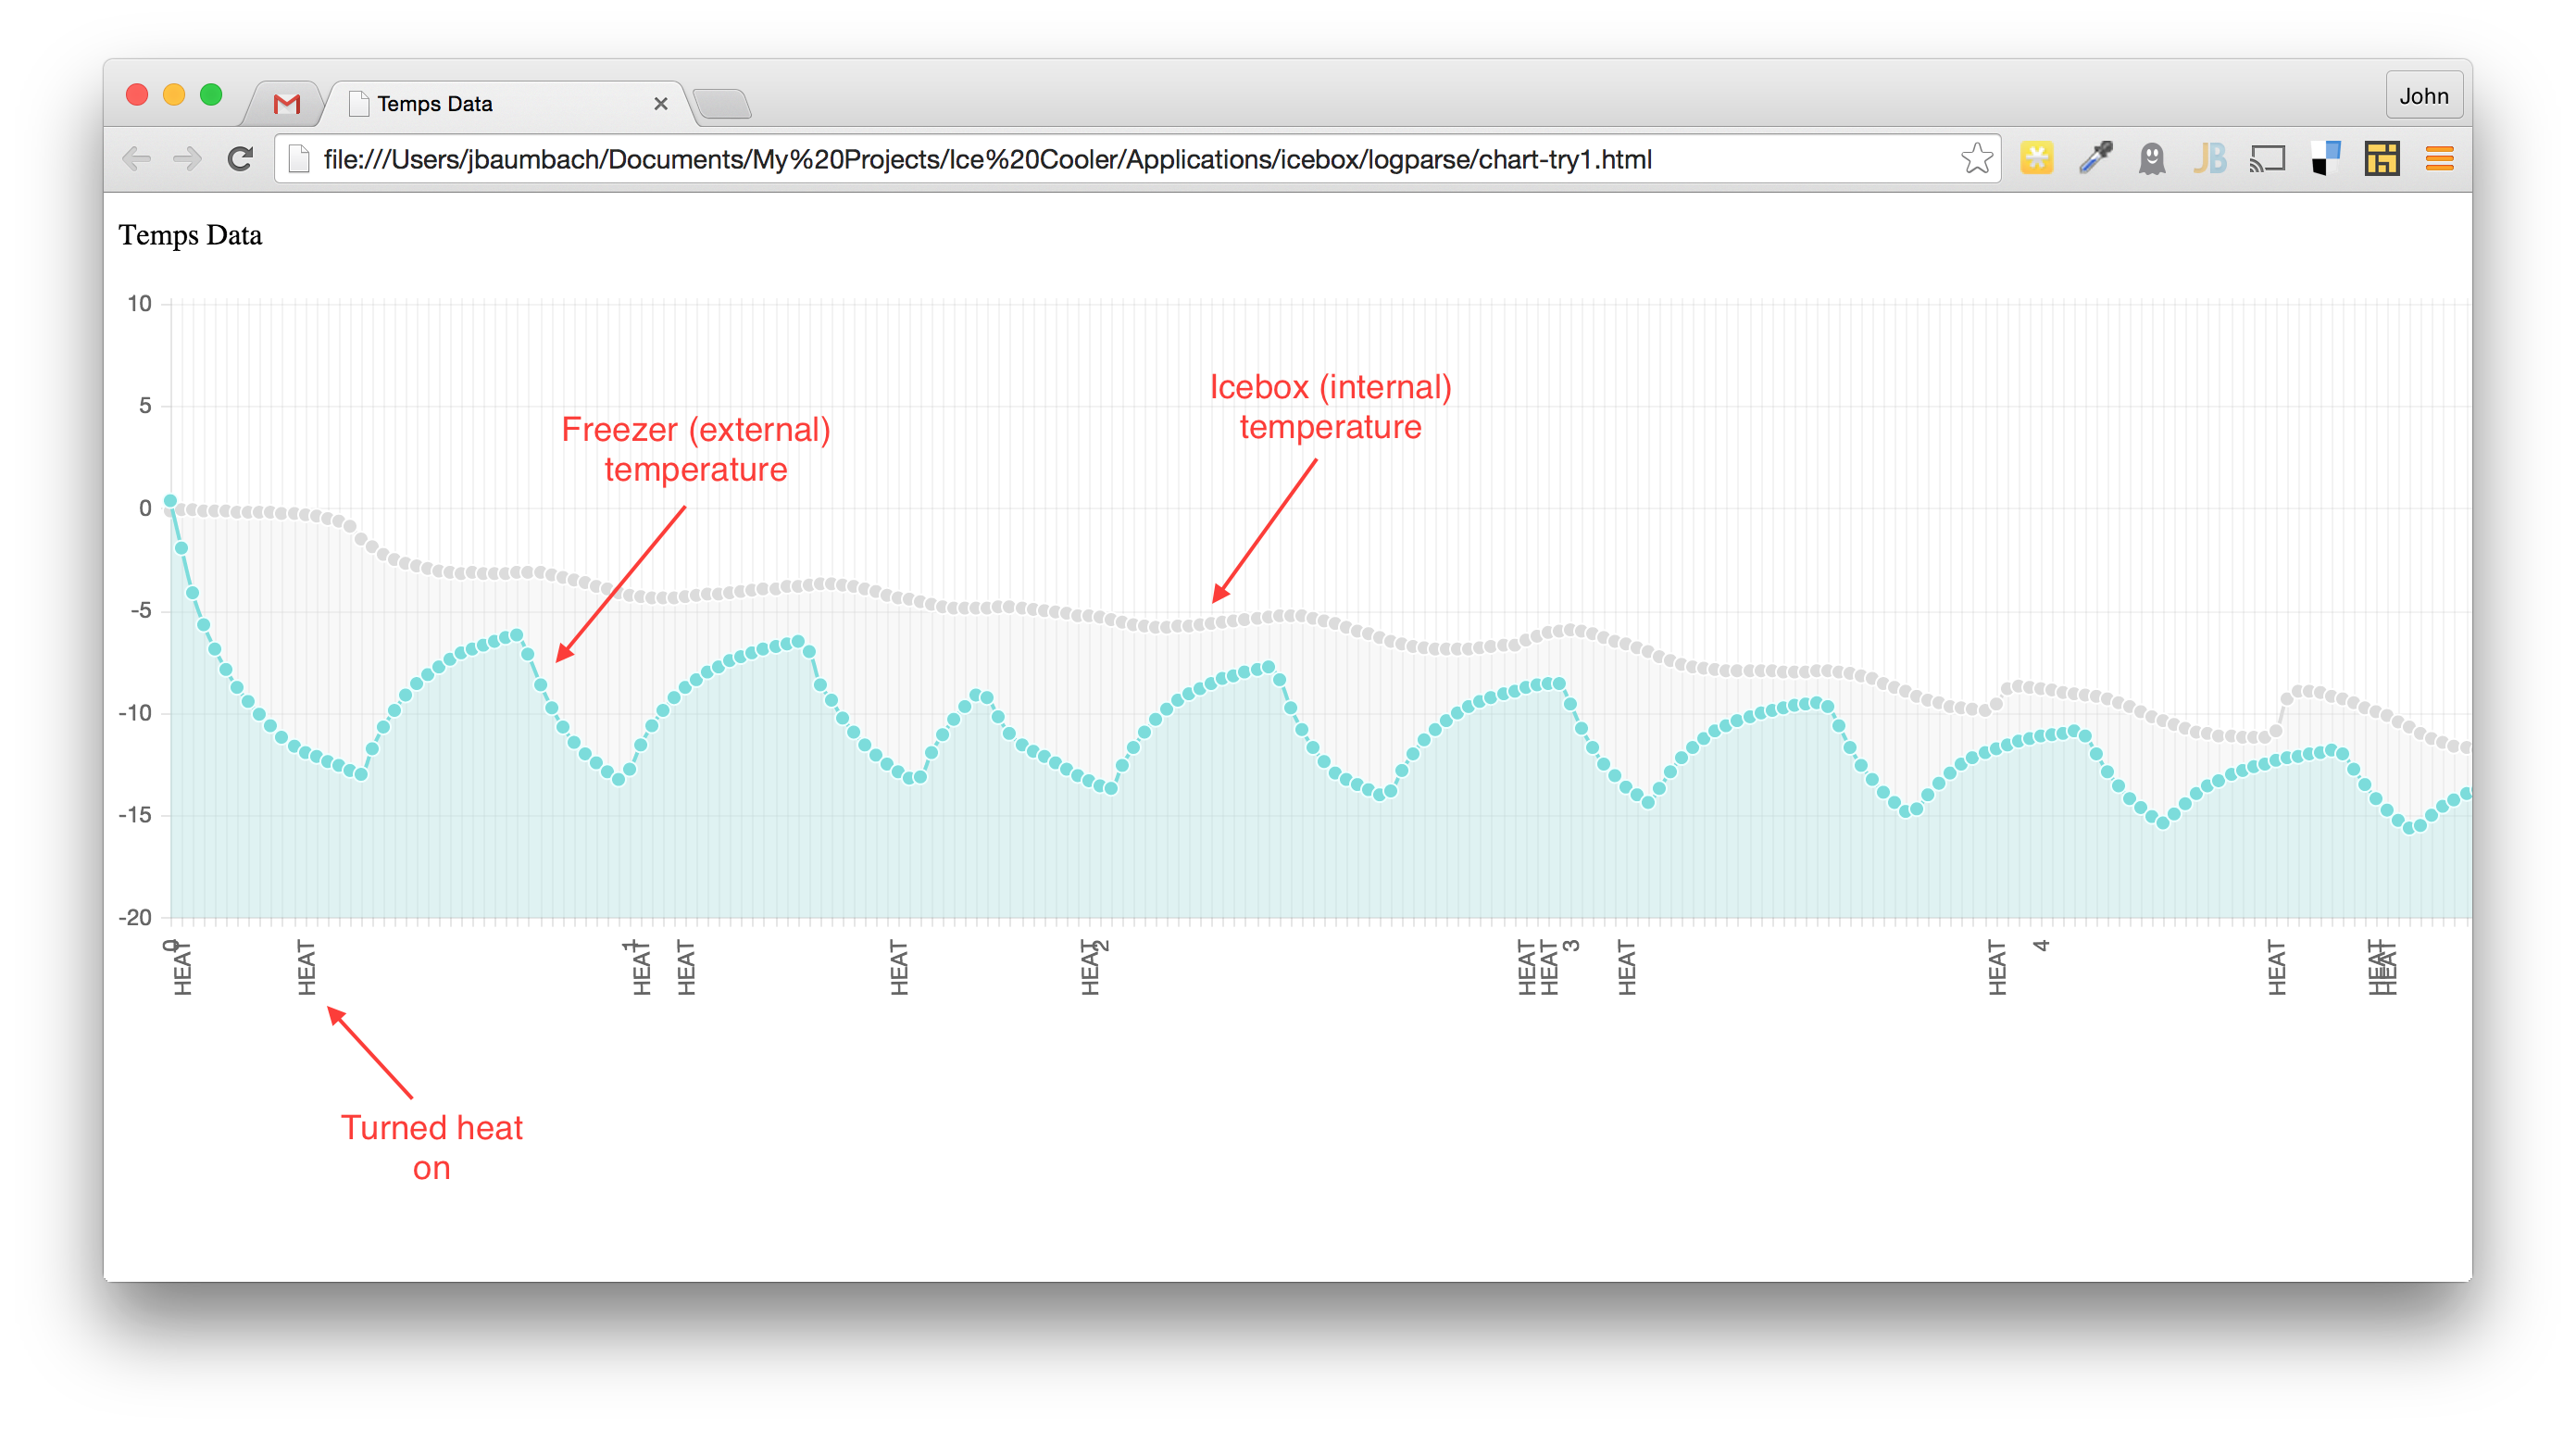 Temps Data
John
file:///Users/jbaumbach/Documents/My%20Projects/Ice%20Cooler/Applications/icebox/logparse/chart-try1.html
JB
Temps Data
10
5
0
-5
-10
-15
-20
Freezer (external)
temperature
Icebox (internal)
temperature
0
HEAT
HEAT
1
HEAT
HEAT
HEAT
HEAT
2
HEAT
HEAT
3
HEAT
HEAT
4
HEAT
HEAT
HEAT
Turned heat
on